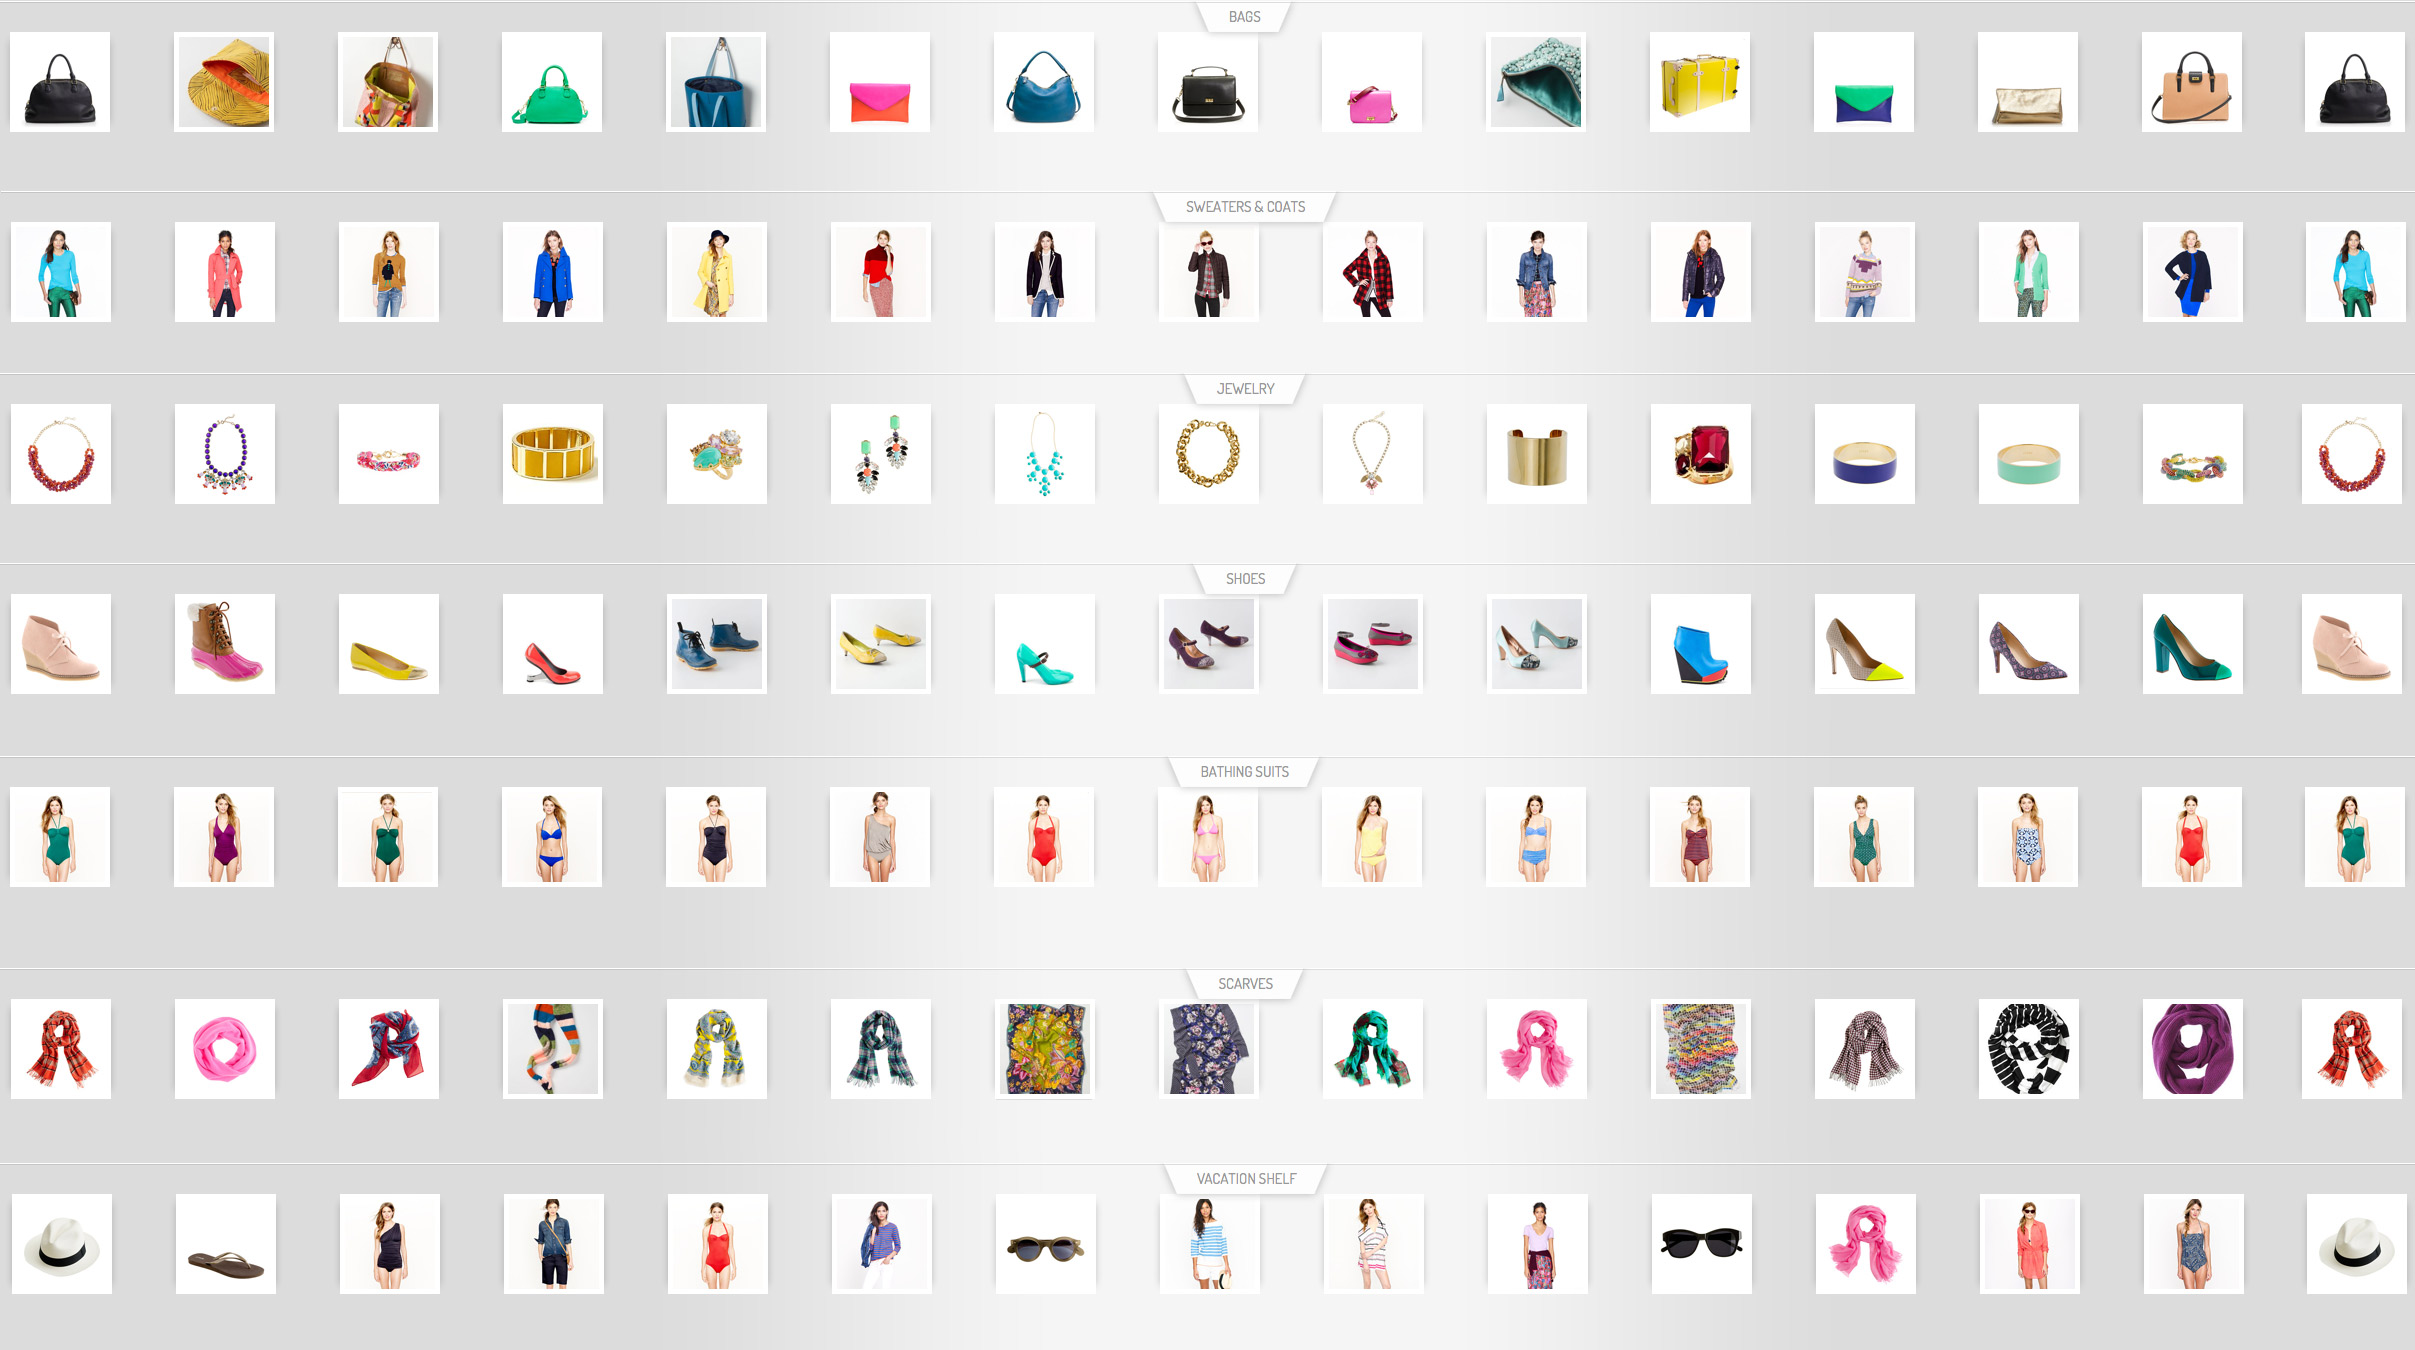 BAGS
SWEATERS & COATS
JEWELRY
SHOES
BATHING SUITS
SCARVES
VACATION SHELF